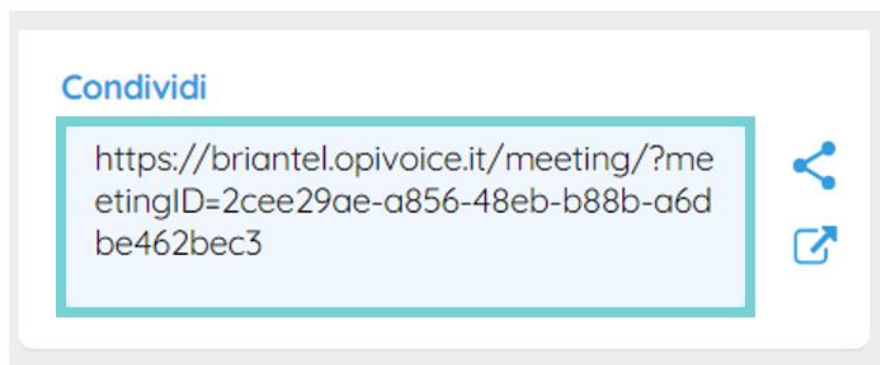 Condividi
https://briantel.opivoice.it/meeting/?me
etingID=2cee29ae-a856-48eb-b88b-a6d
be462bec3